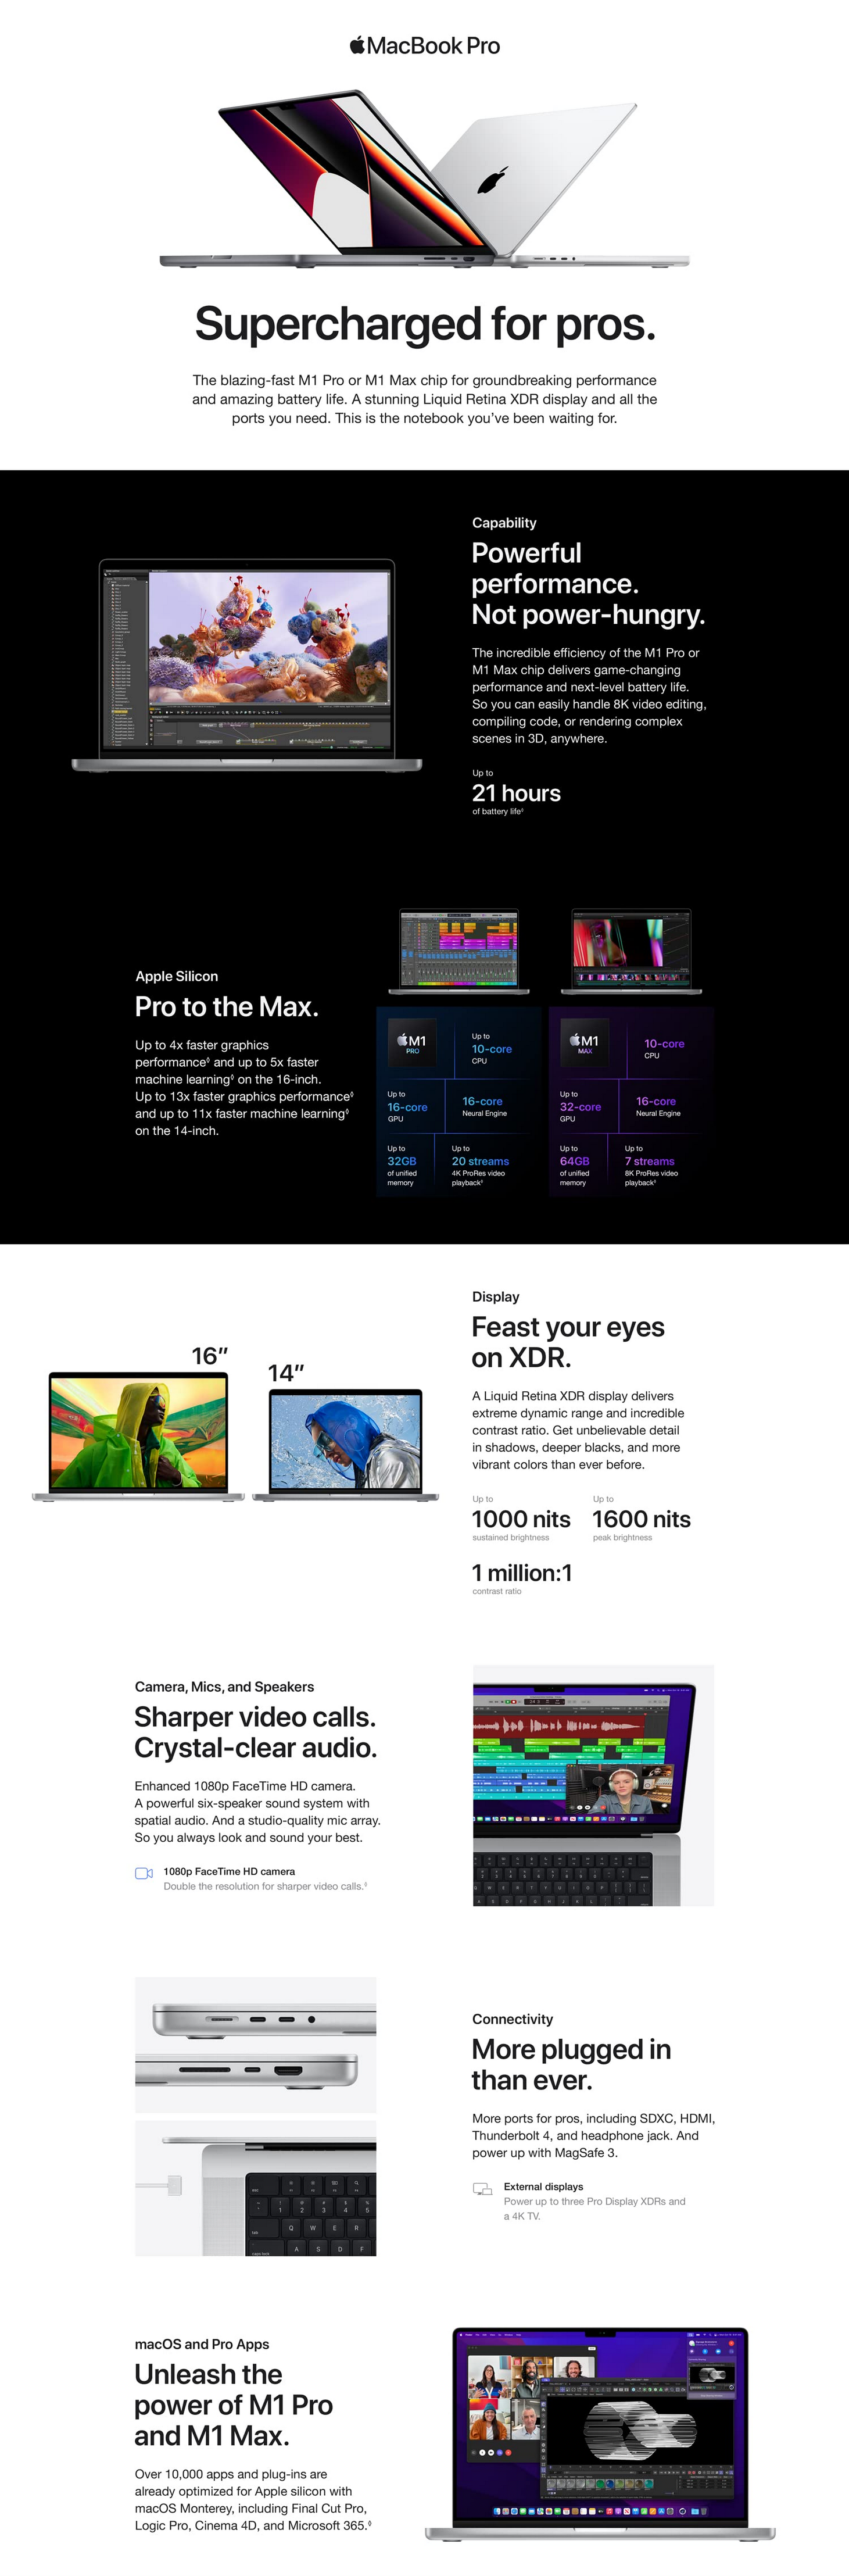 MacBook Pro
Supercharged for pros.
The blazing-fast M1 Pro or M1 Max chip for groundbreaking performance
and amazing battery life. A stunning Liquid Retina XDR display and all the
ports you need. This is the notebook you’ve been waiting for.
Capability
Powerful
performance.
Not power-hungry.
The incredible efficiency of the M1 Pro or
M1 Max chip delivers game-changing
performance and next-level battery life.
So you can easily handle 8K video editing,
compiling code, or rendering complex
scenes in 3D, anywhere.
Up to
21 hours
of battery life◊
Apple Silicon
Pro to the Max.
Up to 4x faster graphics
performance◊ and up to 5x faster
machine learning◊ on the 16-inch.
Up to 13x faster graphics performance◊
and up to 11x faster machine learning◊
on the 14-inch.
M1
PRO
Up to
10-core
CPU
Up to
16-core
GPU
16-core
Neural Engine
Up to
32GB
of unified
memory
Up to
20 streams
4K ProRes video
playback◊
M1
MAX
10-core
CPU
Up to
32-core
GPU
16-core
Neural Engine
Up to
64GB
of unified
memory
Up to
7 streams
8K ProRes video
playback◊
16”
14”
Display
Feast your eyes
on XDR.
A Liquid Retina XDR display delivers
extreme dynamic range and incredible
contrast ratio. Get unbelievable detail
in shadows, deeper blacks, and more
vibrant colors than ever before.
Up to
1000 nits
sustained brightness
Up to
1600 nits
peak brightness
1 million:1
contrast ratio
Camera, Mics, and Speakers
Sharper video calls.
Crystal-clear audio.
Enhanced 1080p FaceTime HD camera.
A powerful six-speaker sound system with
spatial audio. And a studio-quality mic array.
So you always look and sound your best.
1080p FaceTime HD camera
Double the resolution for sharper video calls.◊
Connectivity
More plugged in
than ever.
More ports for pros, including SDXC, HDMI,
Thunderbolt 4, and headphone jack. And
power up with MagSafe 3.
External displays
Power up to three Pro Display XDRs and
a 4K TV.
macOS and Pro Apps
Unleash the
power of M1 Pro
and M1 Max.
Over 10,000 apps and plug-ins are
already optimized for Apple silicon with
macOS Monterey, including Final Cut Pro,
Logic Pro, Cinema 4D, and Microsoft 365.◊